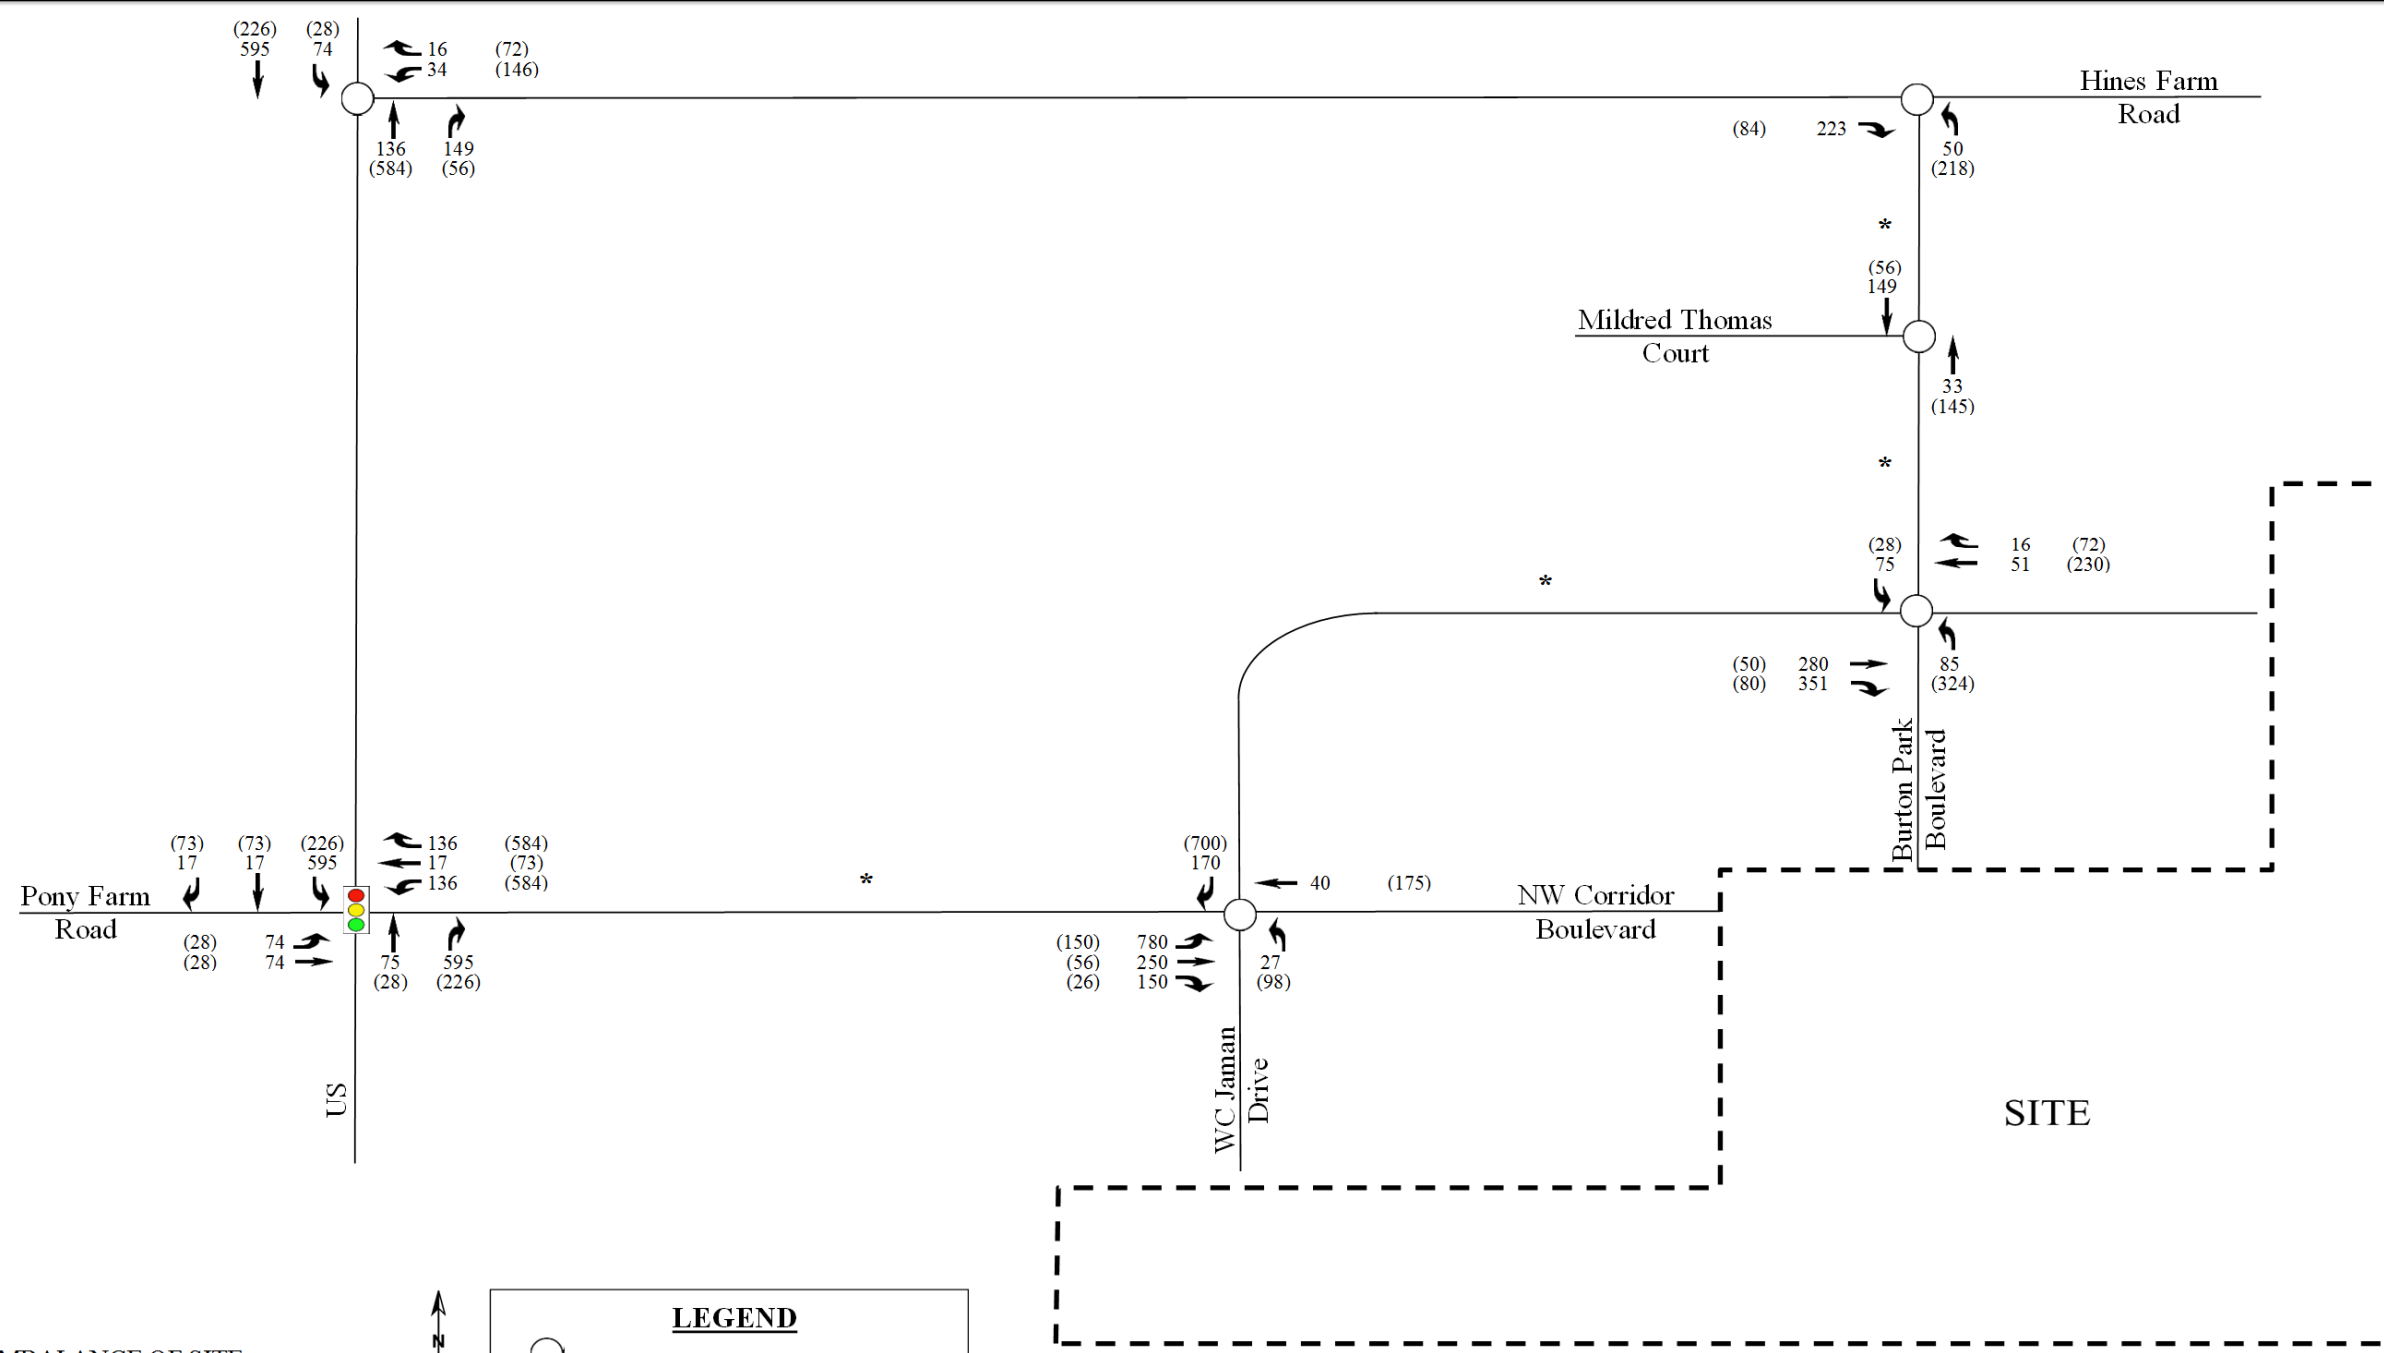 (226) (28)
595 74
16 (72)
34 (146)
136 149
(584) (56)
Hines Farm
Road
(84) 223
50
(218)
*
(56)
149
Mildred Thomas
Court
33
(145)
*
(28)
75
16 (72)
51 (230)
*
(50) 280
(80) 351
85
(324)
Burton Park
Boulevard
(73) (73) (226)
17 17 595
136 (584)
17 (73)
136 (584)
Pony Farm
Road
(28) 74
(28) 74
75 595
(28) (226)
US
*
(700)
170
40 (175)
NW Corridor
Boulevard
(150) 780
(56) 250
(26) 150
27
(98)
WC Jaman
Drive
SITE
LEGEND
N
OF SITE